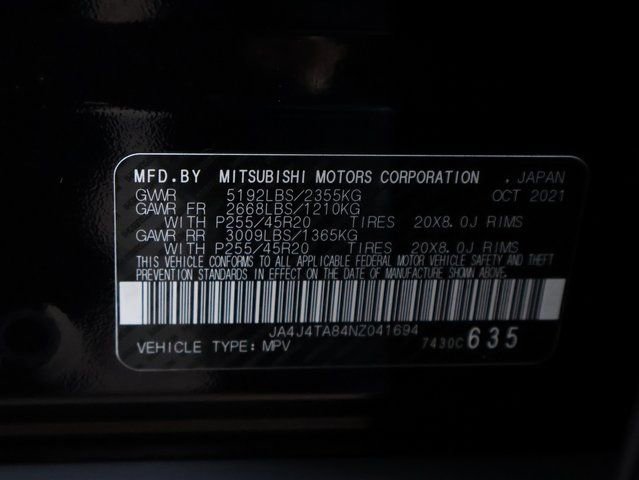 MFD.BY MITSUBISHI MOTORS CORPORATION . JAPAN
GVWR 5192LBS/2355KG OCT 2021
GAWR FR 2668LBS/1210KG
WITH P255/45R20 TIRES 20X8.0J RIMS
GAWR RR 3009LBS/1365KG
WITH P255/45R20 TIRES 20X8.0J RIMS
THIS VEHICLE CONFORMS TO ALL APPLICABLE FEDERAL MOTOR VEHICLE SAFETY AND THEFT
PREVENTION STANDARDS IN EFFECT ON THE DATE OF MANUFACTURE SHOWN ABOVE.
JA4J4TA84NZ041694
VEHICLE TYPE:MPV 7430C 635